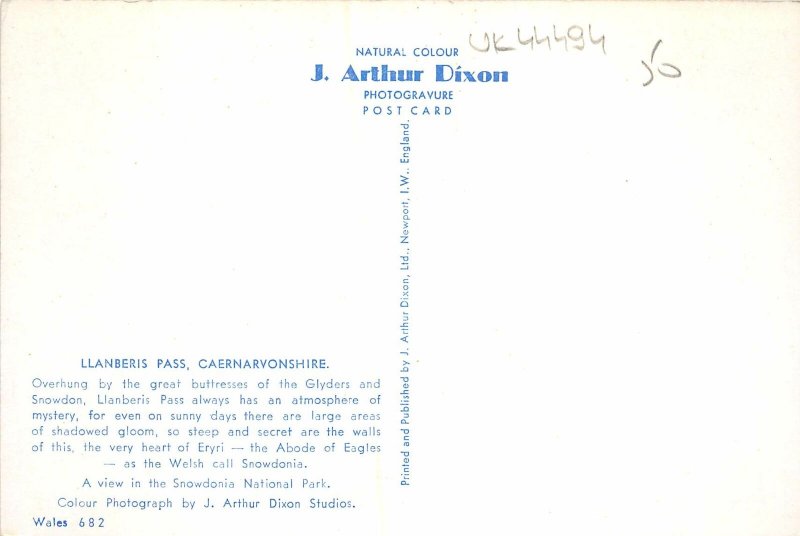 NATURAL COLOUR
J. Arthur Dixon
PHOTOGRAVURE
POST CARD
UK44494
50
Printed and Published by J. Arthur Dixon, Ltd., Newport, I.W., England.
LLANBERIS PASS, CAERNARVONSHIRE.
Overhung by the great buttresses of the Glyders and
Snowdon, Llanberis Pass always has an atmosphere of
mystery, for even on sunny days there are large areas
of shadowed gloom, so steep and secret are the walls
of this, the very heart of Eryri — the Abode of Eagles
— as the Welsh call Snowdonia.
A view in the Snowdonia National Park.
Colour Photograph by J. Arthur Dixon Studios.
Wales 682